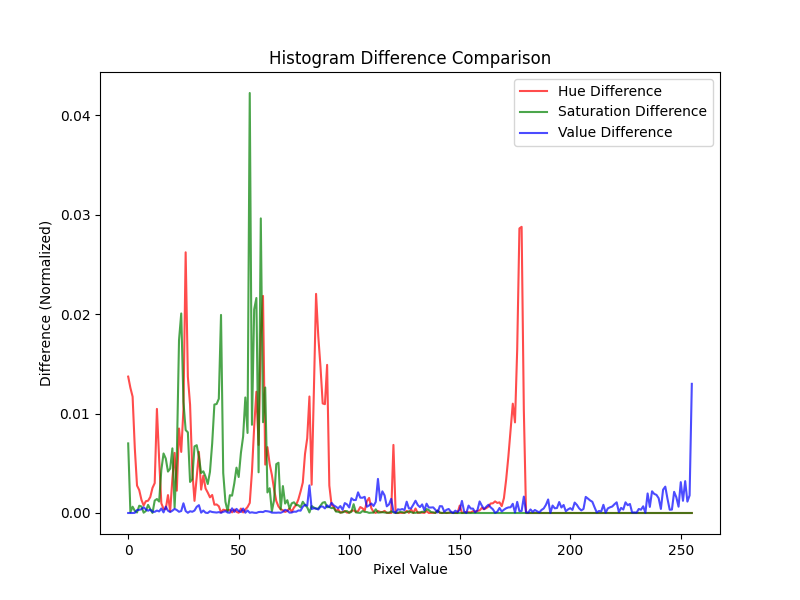 Histogram Difference Comparison
Hue Difference
Saturation Difference
Value Difference
Difference (Normalized)
0.04
0.03
0.02
0.01
0.00
0 50 100 150 200 250
Pixel Value